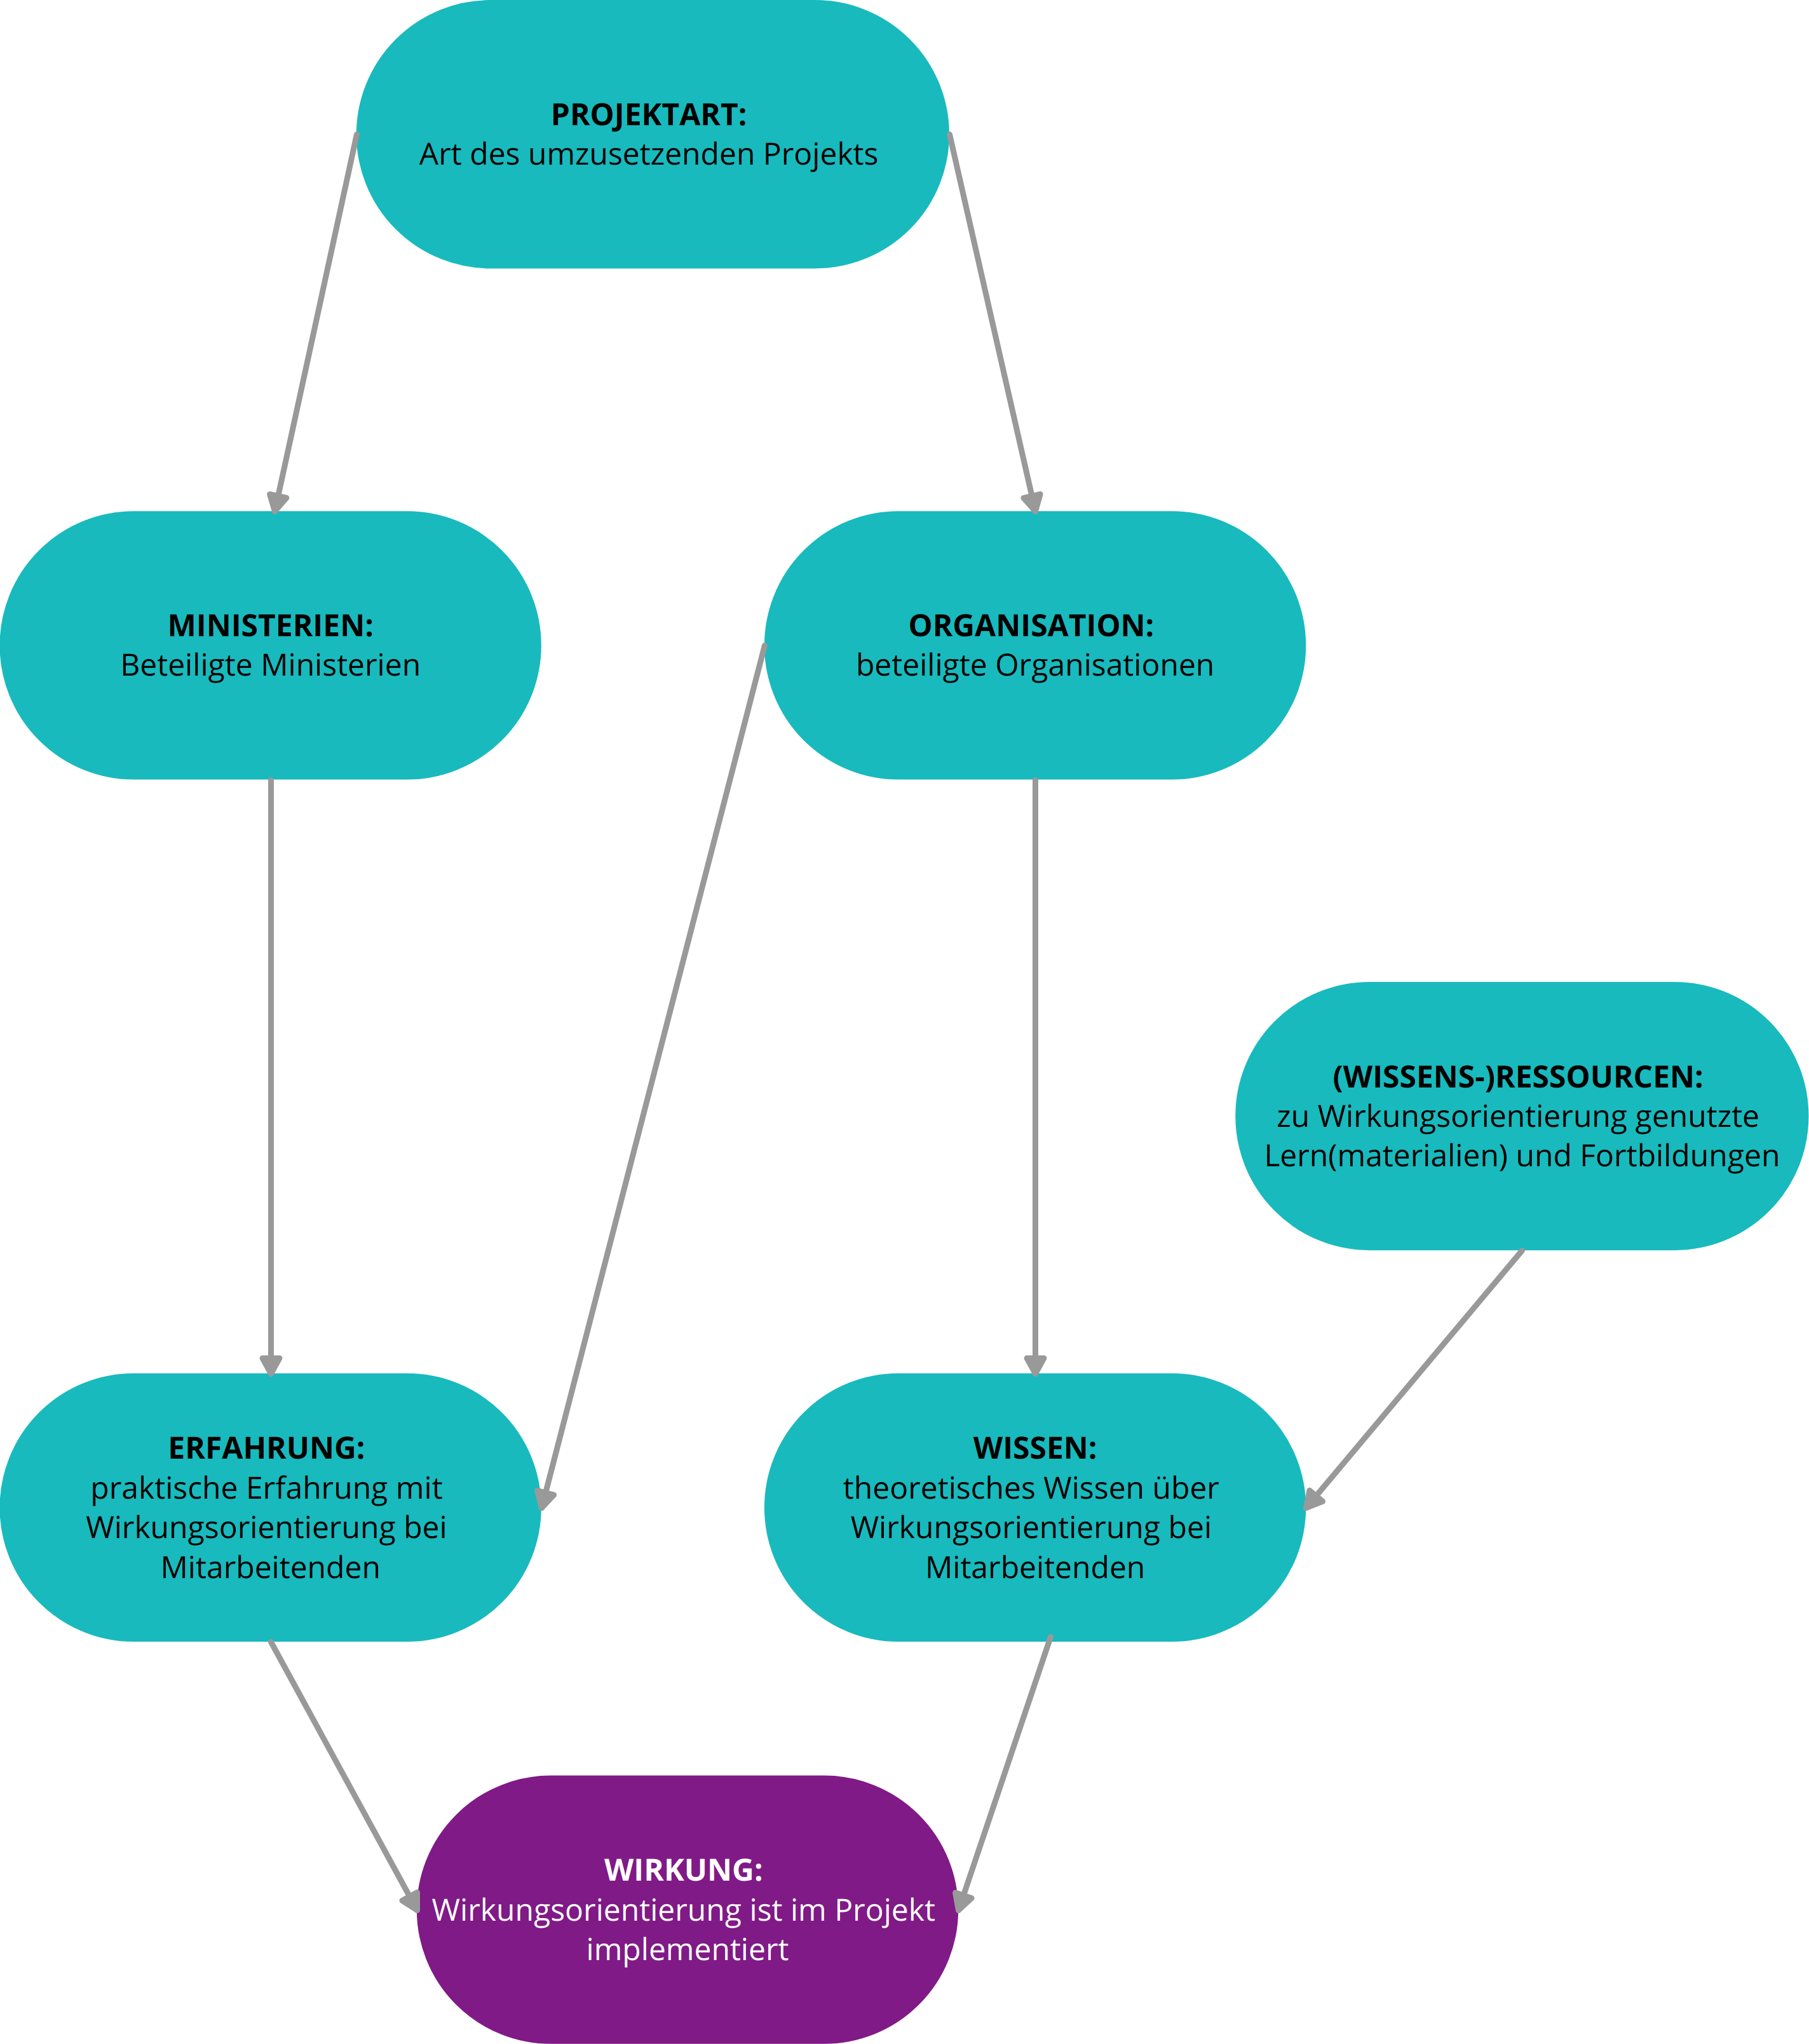 PROJEKTART:
Art des umzusetzenden Projekts
MINISTERIEN:
Beteiligte Ministerien
ORGANISATION:
beteiligte Organisationen
(WISSENS-)RESSOURCEN:
zu Wirkungsorientierung genutzte
Lern(materialien) und Fortbildungen
ERFAHRUNG:
praktische Erfahrung mit
Wirkungsorientierung bei
Mitarbeitenden
WISSEN:
theoretisches Wissen über
Wirkungsorientierung bei
Mitarbeitenden
WIRKUNG:
Wirkungsorientierung ist im Projekt
implementiert